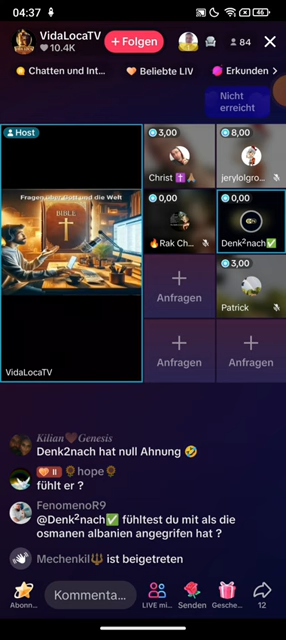 04:37
46
VidaLocaTV
10.4K
+ Folgen
84
Chatten und Int...
Beliebte LIV
Erkunden
Nicht
erreicht
Host
3,00
8,00
Christ
jerylolgro...
Fragen über Gott und die Welt
BIBLE
0,00
0,00
Rak Ch...
Denk²nach
3,00
Anfragen
Patrick
Anfragen
Anfragen
VidaLocaTV
Kilian Genesis
Denk2nach hat null Ahnung
II hope
fühlt er ?
FenomenoR9
@Denk²nach fühltest du mit als die
osmanen albanien angegrifen hat ?
Mechenkil ist beigetreten
Abonn...
Kommenta...
LIVE mi...
Senden
Gesche...
12